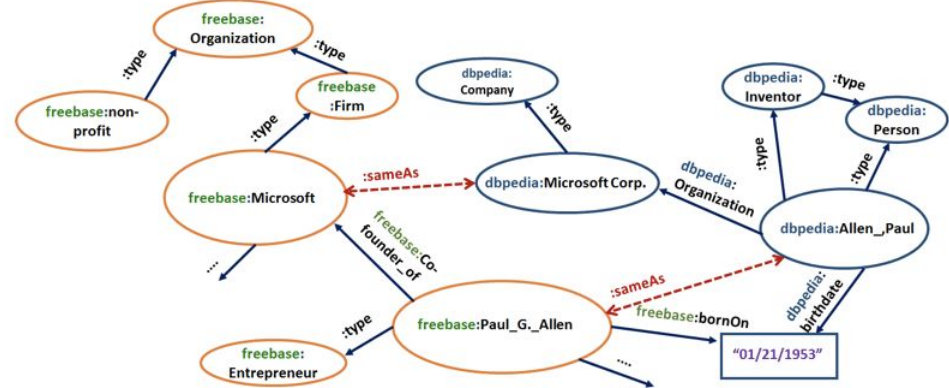 freebase:
Organization
:type
:type
freebase:non-
profit
freebase
:Firm
:type
dbpedia:
Company
:type
dbpedia:
Inventor
:type
dbpedia:
Person
:type
:type
freebase:Microsoft
:sameAs
dbpedia:Microsoft Corp.
dbpedia:
Organization
dbpedia:Allen_,Paul
....
freebase:Co-
founder_of
:sameAs
dbpedia:
birthdate
freebase:Paul_G._Allen
freebase:bornOn
:type
freebase:
Entrepreneur
....
"01/21/1953"